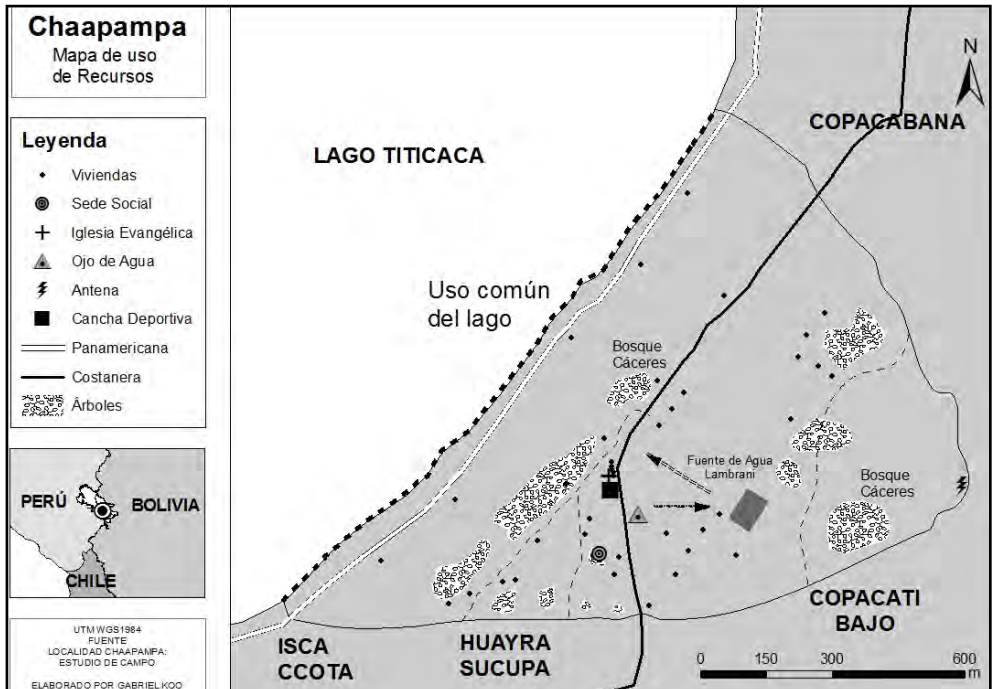 Chaapampa
Mapa de uso
de Recursos
Leyenda
Viviendas
Sede Social
Iglesia Evangélica
Ojo de Agua
Antena
Cancha Deportiva
Panamericana
Costanera
Árboles
PERÚ
BOLIVIA
CHILE
UTM WGS1984
FUENTE
LOCALIDAD CHAAPAMPA:
ESTUDIO DE CAMPO
ELABORADO POR GABRIEL KOO
N
COPACABANA
LAGO TITICACA
Uso común
del lago
Bosque
Cáceres
Fuente de Agua
Lambrani
Bosque
Cáceres
COPACATI
BAJO
ISCA
CCOTA
HUAYRA
SUCUPA
0 150 300 600
m